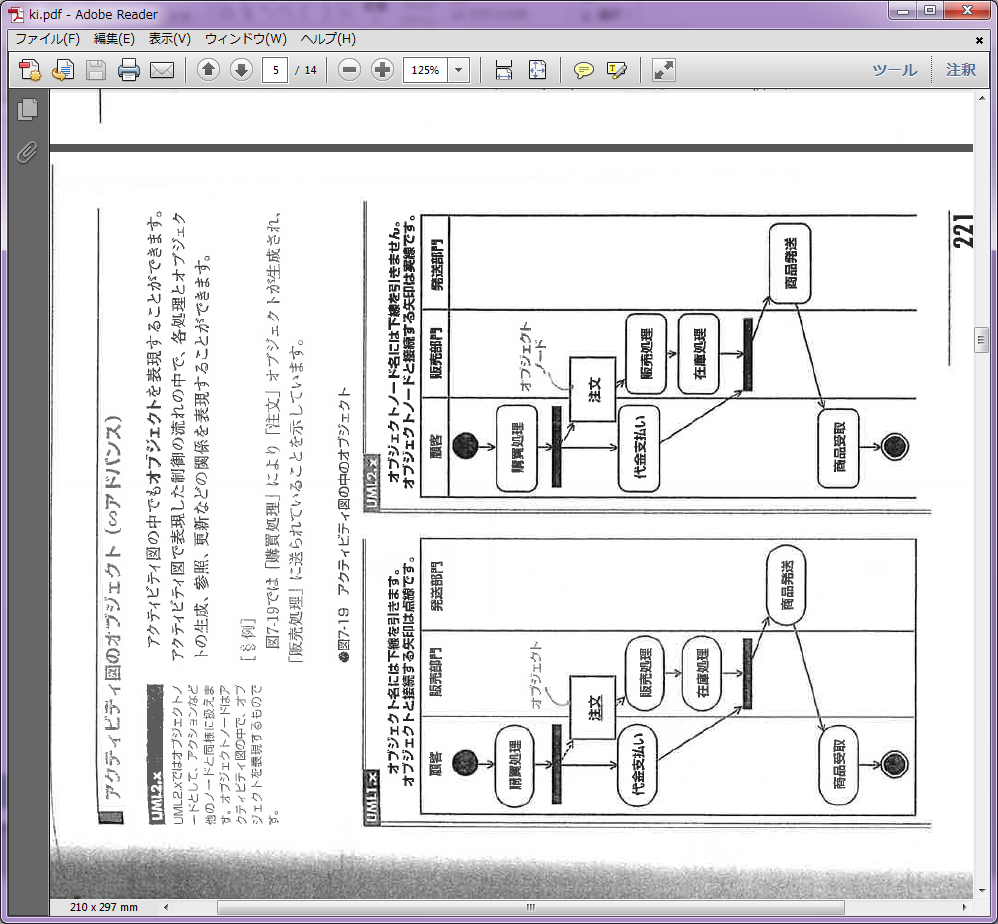 ki.pdf - Adobe Reader
ファイル(F) 編集(E) 表示(V) ウィンドウ(W) ヘルプ(H)
5 / 14
125%
ツール
注釈
アクティビティ図のオブジェクト (∽アドバンス)
アクティビティ図の中でもオブジェクトを表現することができます。
アクティビティ図で表現した制御の流れの中で、各処理とオブジェク
トの生成、参照、更新などの関係を表現することができます。
UML2.x
UML2.xではオブジェクトノ
ードとして、アクションなど
他のノードと同様に扱えま
す。オブジェクトノードはア
クティビティ図の中で、オブ
ジェクトを表現するもので
す。
図7-19では「購買処理」により「注文」オブジェクトが生成され、
「販売処理」に送られていることを示しています。
●図7-19 アクティビティ図の中のオブジェクト
UML1.x
オブジェクト名には下線を引きます。
オブジェクトと接続する矢印は点線です。
顧客
販売部門
発送部門
購買処理
オブジェクト
注文
代金支払い
販売処理
在庫処理
商品発送
商品受取
UML2.x
オブジェクトノード名には下線を引きません。
オブジェクトノードと接続する矢印は実線です。
顧客
販売部門
発送部門
購買処理
オブジェクト
ノード
注文
代金支払い
販売処理
在庫処理
商品発送
商品受取
221
210 x 297 mm